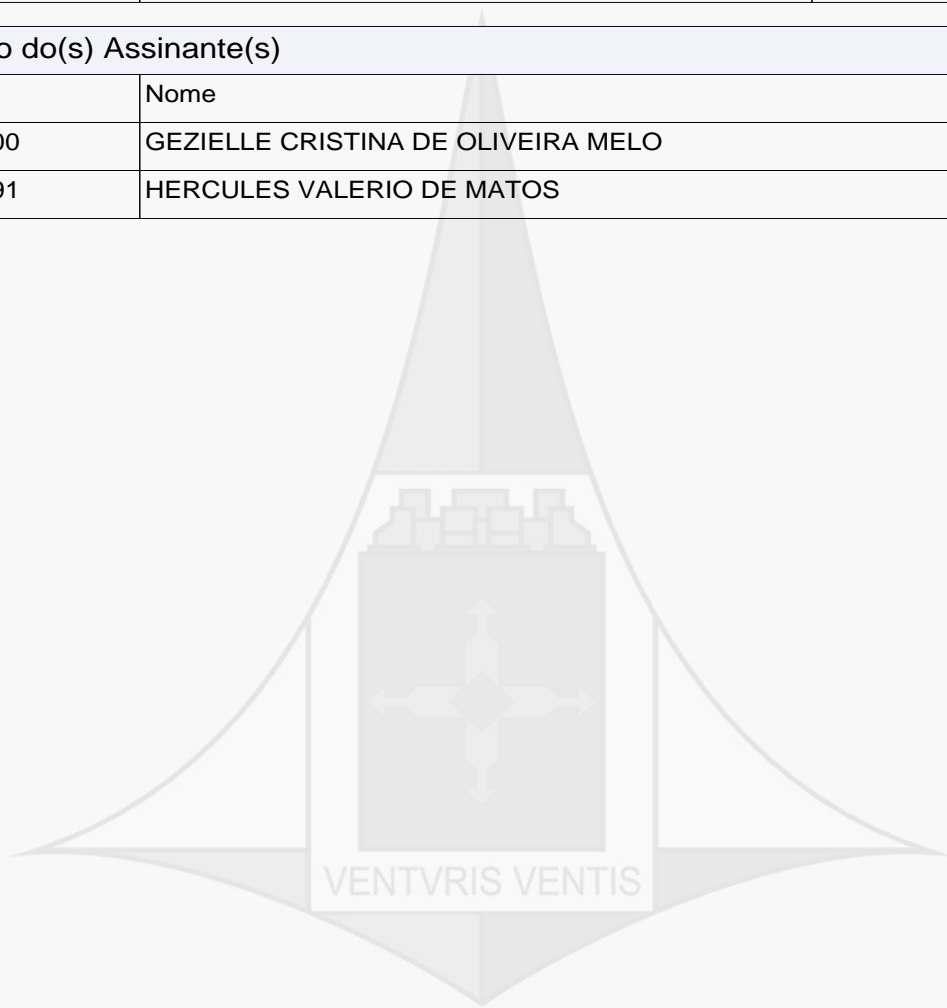 o do(s) Assinante(s)
Nome
00 GEZIELLE CRISTINA DE OLIVEIRA MELO
91 HERCULES VALERIO DE MATOS
VENTVRIS VENTIS